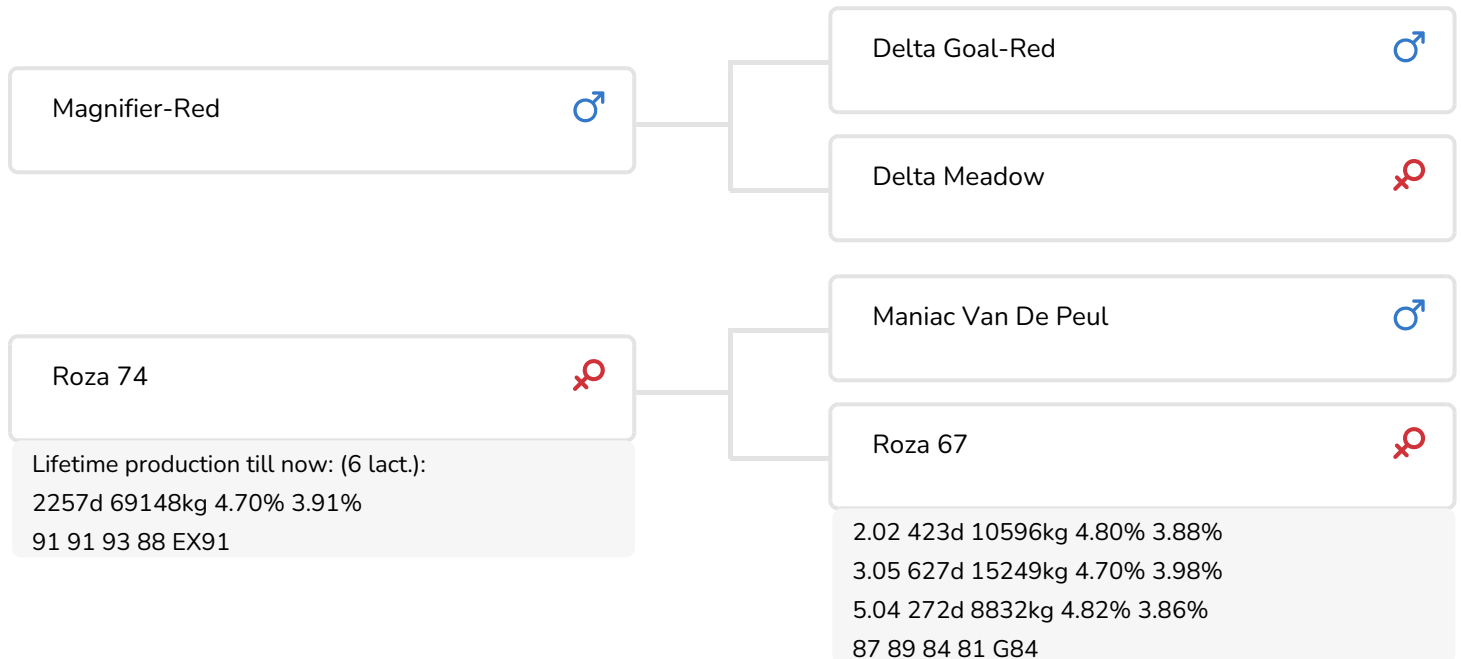 Magnifier-Red
Delta Goal-Red
Delta Meadow
Roza 74
Lifetime production till now: (6 lact.):
2257d 69148kg 4.70% 3.91%
91 91 93 88 EX91
Maniac Van De Peul
Roza 67
2.02 423d 10596kg 4.80% 3.88%
3.05 627d 15249kg 4.70% 3.98%
5.04 272d 8832kg 4.82% 3.86%
87 89 84 81 G84